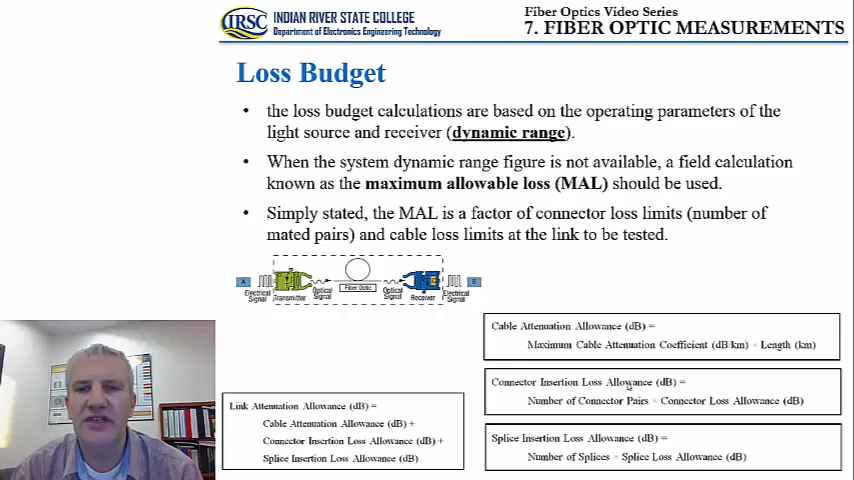 IRSC
INDIAN RIVER STATE COLLEGE
Department of Electronics Engineering Technology
Fiber Optics Video Series
7. FIBER OPTIC MEASUREMENTS
Loss Budget
• the loss budget calculations are based on the operating parameters of the
light source and receiver (dynamic range).
• When the system dynamic range figure is not available, a field calculation
known as the maximum allowable loss (MAL) should be used.
• Simply stated, the MAL is a factor of connector loss limits (number of
mated pairs) and cable loss limits at the link to be tested.
A
Electrical
Signal
Transmitter
Optical
Signal
Fiber Optic
Optical
Signal
Receiver
Electrical
Signal
B
Cable Attenuation Allowance (dB) =
Maximum Cable Attenuation Coefficient (dB/km) × Length (km)
Connector Insertion Loss Allowance (dB) =
Number of Connector Pairs × Connector Loss Allowance (dB)
Link Attenuation Allowance (dB) =
Cable Attenuation Allowance (dB) +
Connector Insertion Loss Allowance (dB) +
Splice Insertion Loss Allowance (dB)
Splice Insertion Loss Allowance (dB) =
Number of Splices × Splice Loss Allowance (dB)